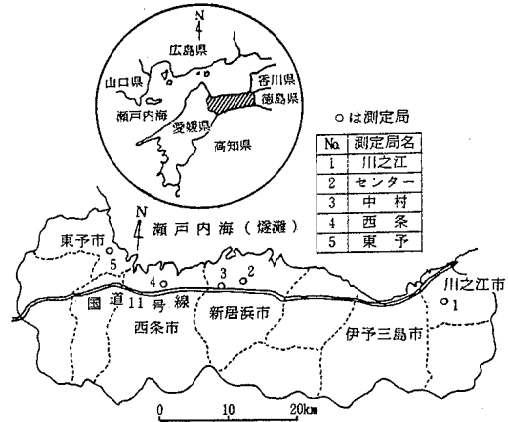 N
広島県
山口県
香川県
徳島県
瀬戸内海
愛媛県
高知県
○は測定局
No. 測定局名
1 川之江
2 センター
3 中村
4 西条
5 東予
N
瀬戸内海(燧灘)
東予市
5
4
3
2
川之江市
1
国道11号線
新居浜市
西条市
伊予三島市
0 10 20km